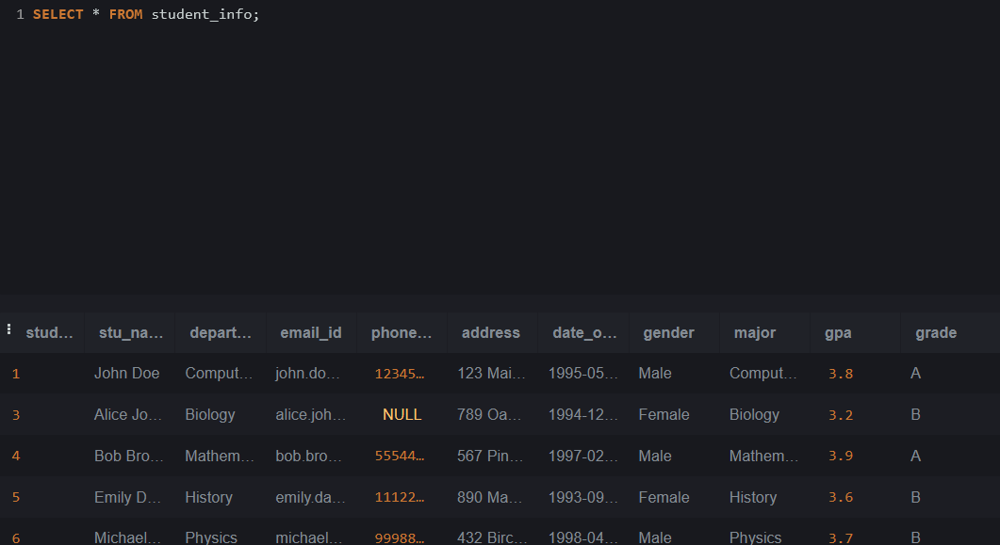 1 SELECT * FROM student_info;
stud... stu_na... depart... email_id phone... address date_o... gender major gpa grade
1 John Doe Comput... john.do... 12345... 123 Mai... 1995-05... Male Comput... 3.8 A
3 Alice Jo... Biology alice.joh... NULL 789 Oa... 1994-12... Female Biology 3.2 B
4 Bob Bro... Mathem... bob.bro... 55544... 567 Pin... 1997-02... Male Mathem... 3.9 A
5 Emily D... History emily.da... 11122... 890 Ma... 1993-09... Female History 3.6 B
6 Michael... Physics michael... 99988... 432 Birc... 1998-04... Male Physics 3.7 B